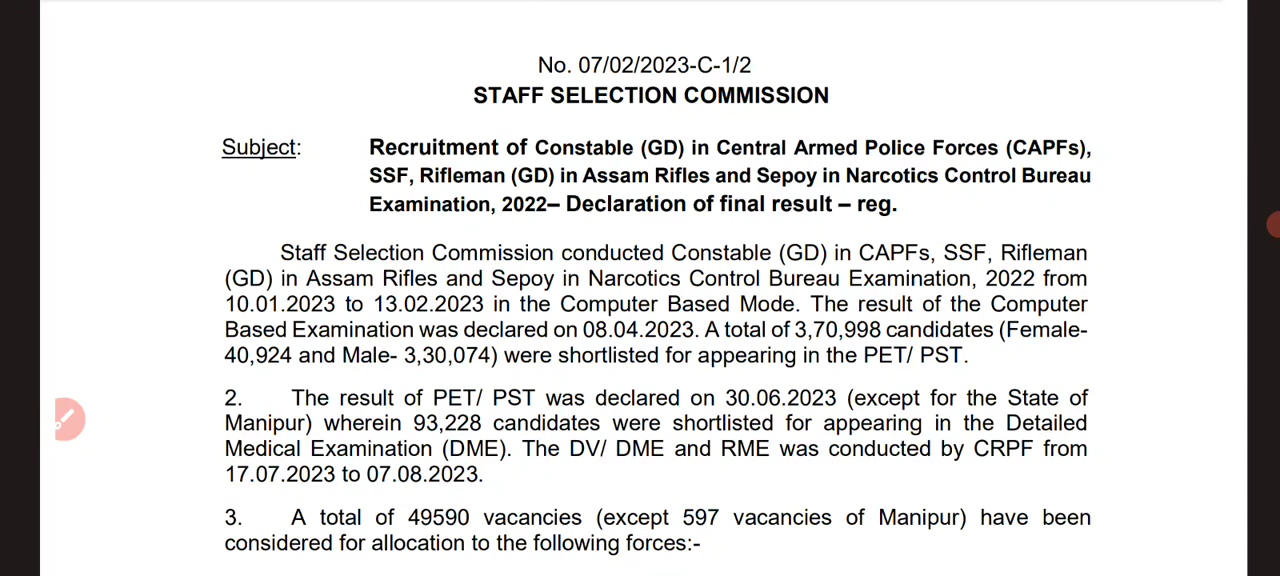 No. 07/02/2023-C-1/2
STAFF SELECTION COMMISSION
Subject: Recruitment of Constable (GD) in Central Armed Police Forces (CAPFs),
SSF, Rifleman (GD) in Assam Rifles and Sepoy in Narcotics Control Bureau
Examination, 2022– Declaration of final result – reg.
Staff Selection Commission conducted Constable (GD) in CAPFs, SSF, Rifleman
(GD) in Assam Rifles and Sepoy in Narcotics Control Bureau Examination, 2022 from
10.01.2023 to 13.02.2023 in the Computer Based Mode. The result of the Computer
Based Examination was declared on 08.04.2023. A total of 3,70,998 candidates (Female-
40,924 and Male- 3,30,074) were shortlisted for appearing in the PET/ PST.
2. The result of PET/ PST was declared on 30.06.2023 (except for the State of
Manipur) wherein 93,228 candidates were shortlisted for appearing in the Detailed
Medical Examination (DME). The DV/ DME and RME was conducted by CRPF from
17.07.2023 to 07.08.2023.
3. A total of 49590 vacancies (except 597 vacancies of Manipur) have been
considered for allocation to the following forces:-